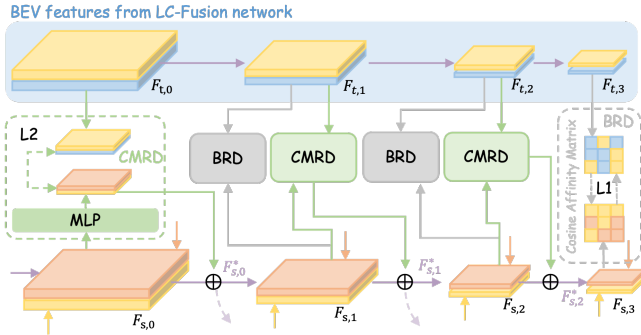 BEV features from LC-Fusion network
F_{t,0}
F_{t,1}
F_{t,2}
F_{t,3}
L2
CMRD
MLP
BRD
CMRD
BRD
CMRD
BRD
Cosine Affinity Matrix
L1
F*_{s,0}
F*_{s,1}
F*_{s,2}
F_{s,0}
F_{s,1}
F_{s,2}
F_{s,3}